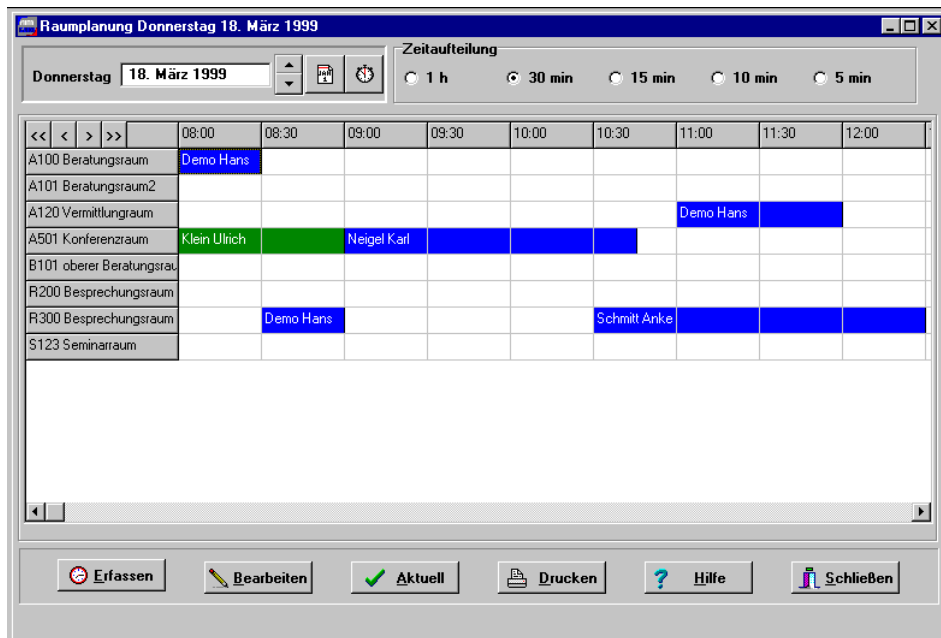 Raumplanung Donnerstag 18. März 1999
Zeitaufteilung
Donnerstag 18. März 1999 1 h 30 min 15 min 10 min 5 min
<< < > >> 08:00 08:30 09:00 09:30 10:00 10:30 11:00 11:30 12:00
A100 Beratungsraum Demo Hans
A101 Beratungsraum2
A120 Vermittlungraum Demo Hans
A501 Konferenzraum Klein Ulrich Neigel Karl
B101 oberer Beratungsrau
R200 Besprechungsraum
R300 Besprechungsraum Demo Hans Schmitt Anke
S123 Seminarraum
Erfassen Bearbeiten Aktuell Drucken ? Hilfe Schließen